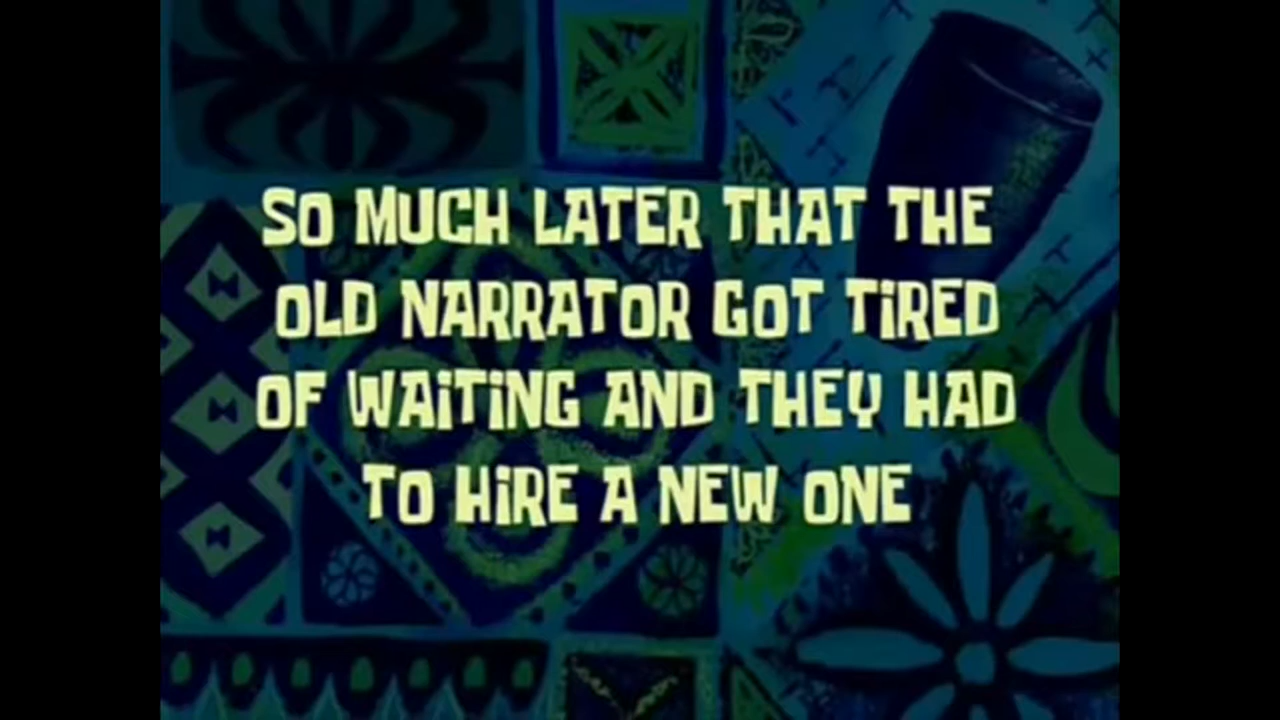 SO MUCH LATER THAT THE
OLD NARRATOR GOT TiRED
OF WAiTiNG AND THEY HAD
TO HiRE A NEW ONE